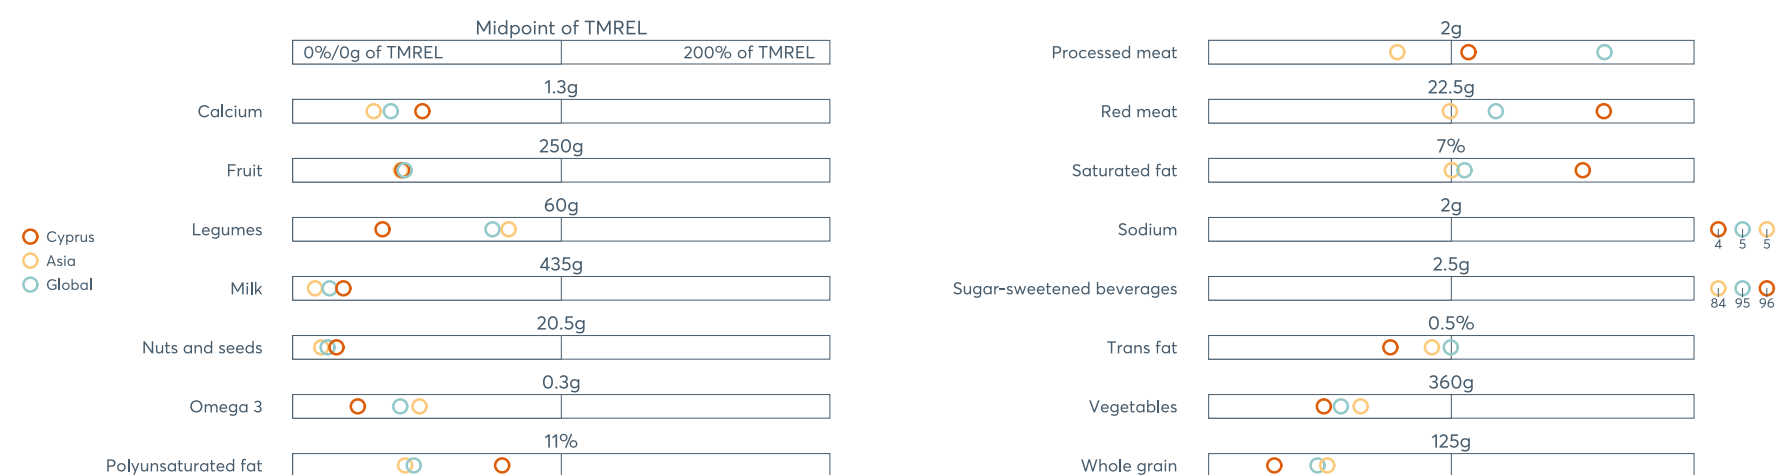 Midpoint of TMREL
0%/0g of TMREL 200% of TMREL
1.3g
Calcium
250g
Fruit
60g
Legumes
435g
Milk
20.5g
Nuts and seeds
0.3g
Omega 3
11%
Polyunsaturated fat
Cyprus
Asia
Global
2g
Processed meat
22.5g
Red meat
7%
Saturated fat
2g
Sodium
4 5 5
2.5g
Sugar-sweetened beverages
84 95 96
0.5%
Trans fat
360g
Vegetables
125g
Whole grain